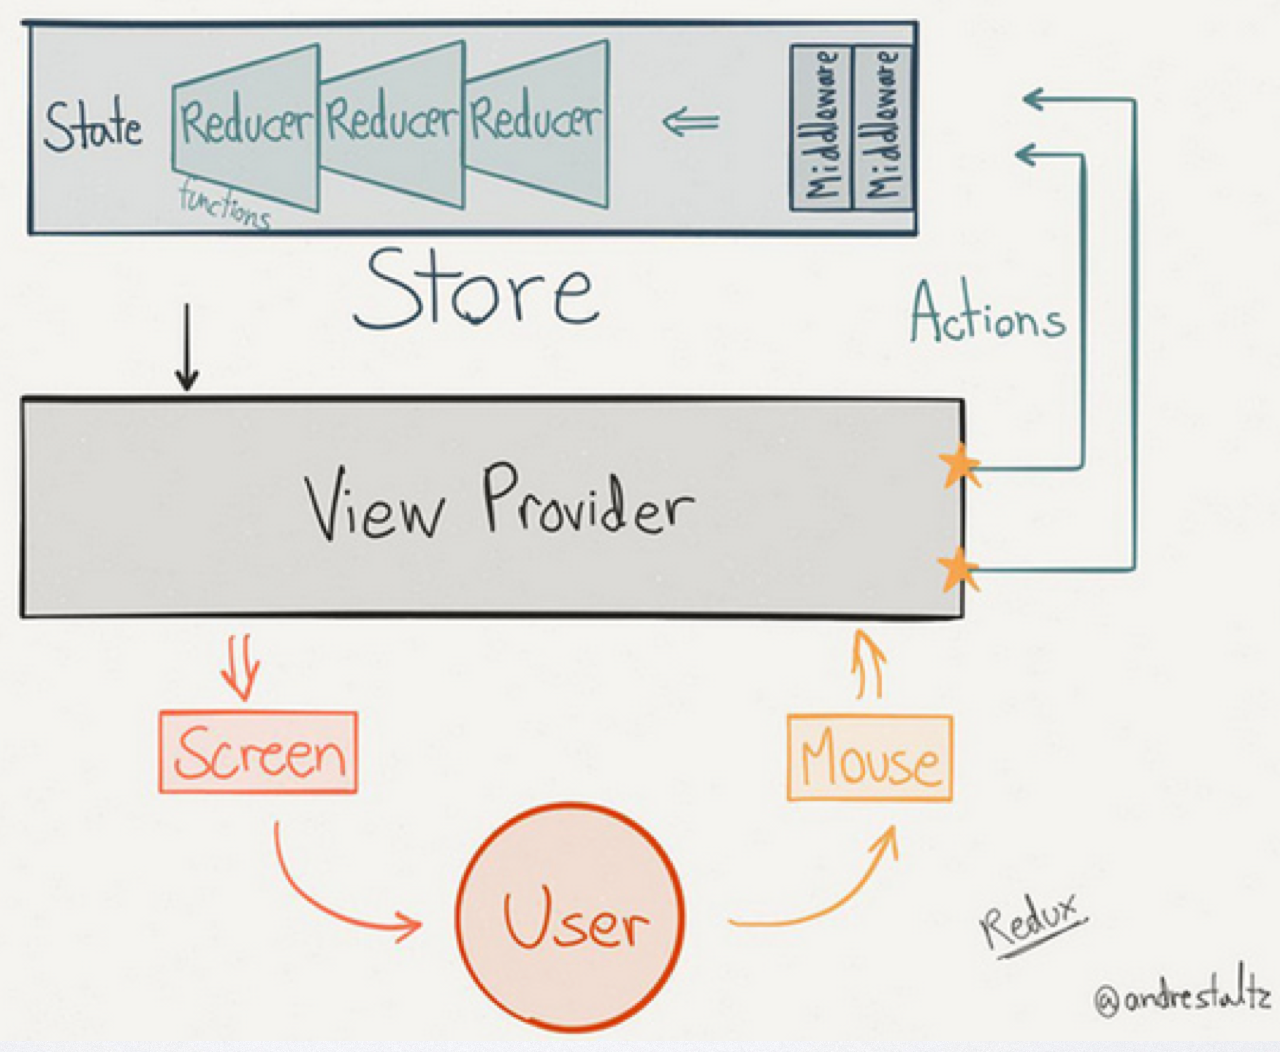 State
Reducer
Reducer
Reducer
functions
Middleware
Middleware
Store
Actions
View Provider
Screen
Mouse
User
Redux
@andrestaltz